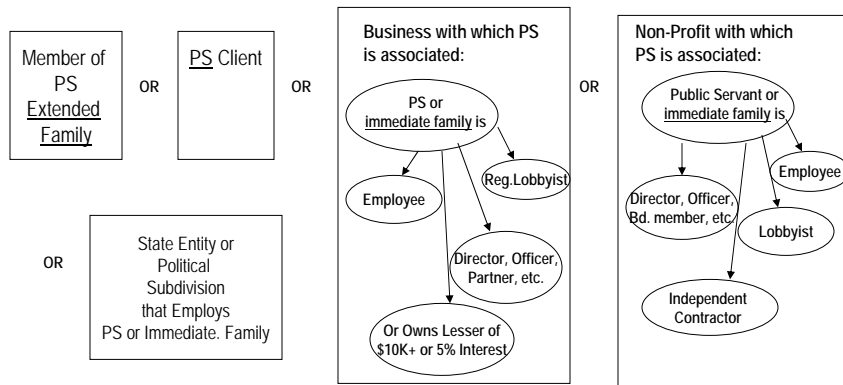 Member of
PS
Extended
Family
OR
PS Client
OR
Business with which PS
is associated:
PS or
immediate family is
Employee
Reg.Lobbyist
Director, Officer,
Partner, etc.
Or Owns Lesser of
$10K+ or 5% Interest
OR
Non-Profit with which
PS is associated:
Public Servant or
immediate family is
Employee
Director, Officer,
Bd. member, etc.
Lobbyist
Independent
Contractor
OR
State Entity or
Political
Subdivision
that Employs
PS or Immediate. Family